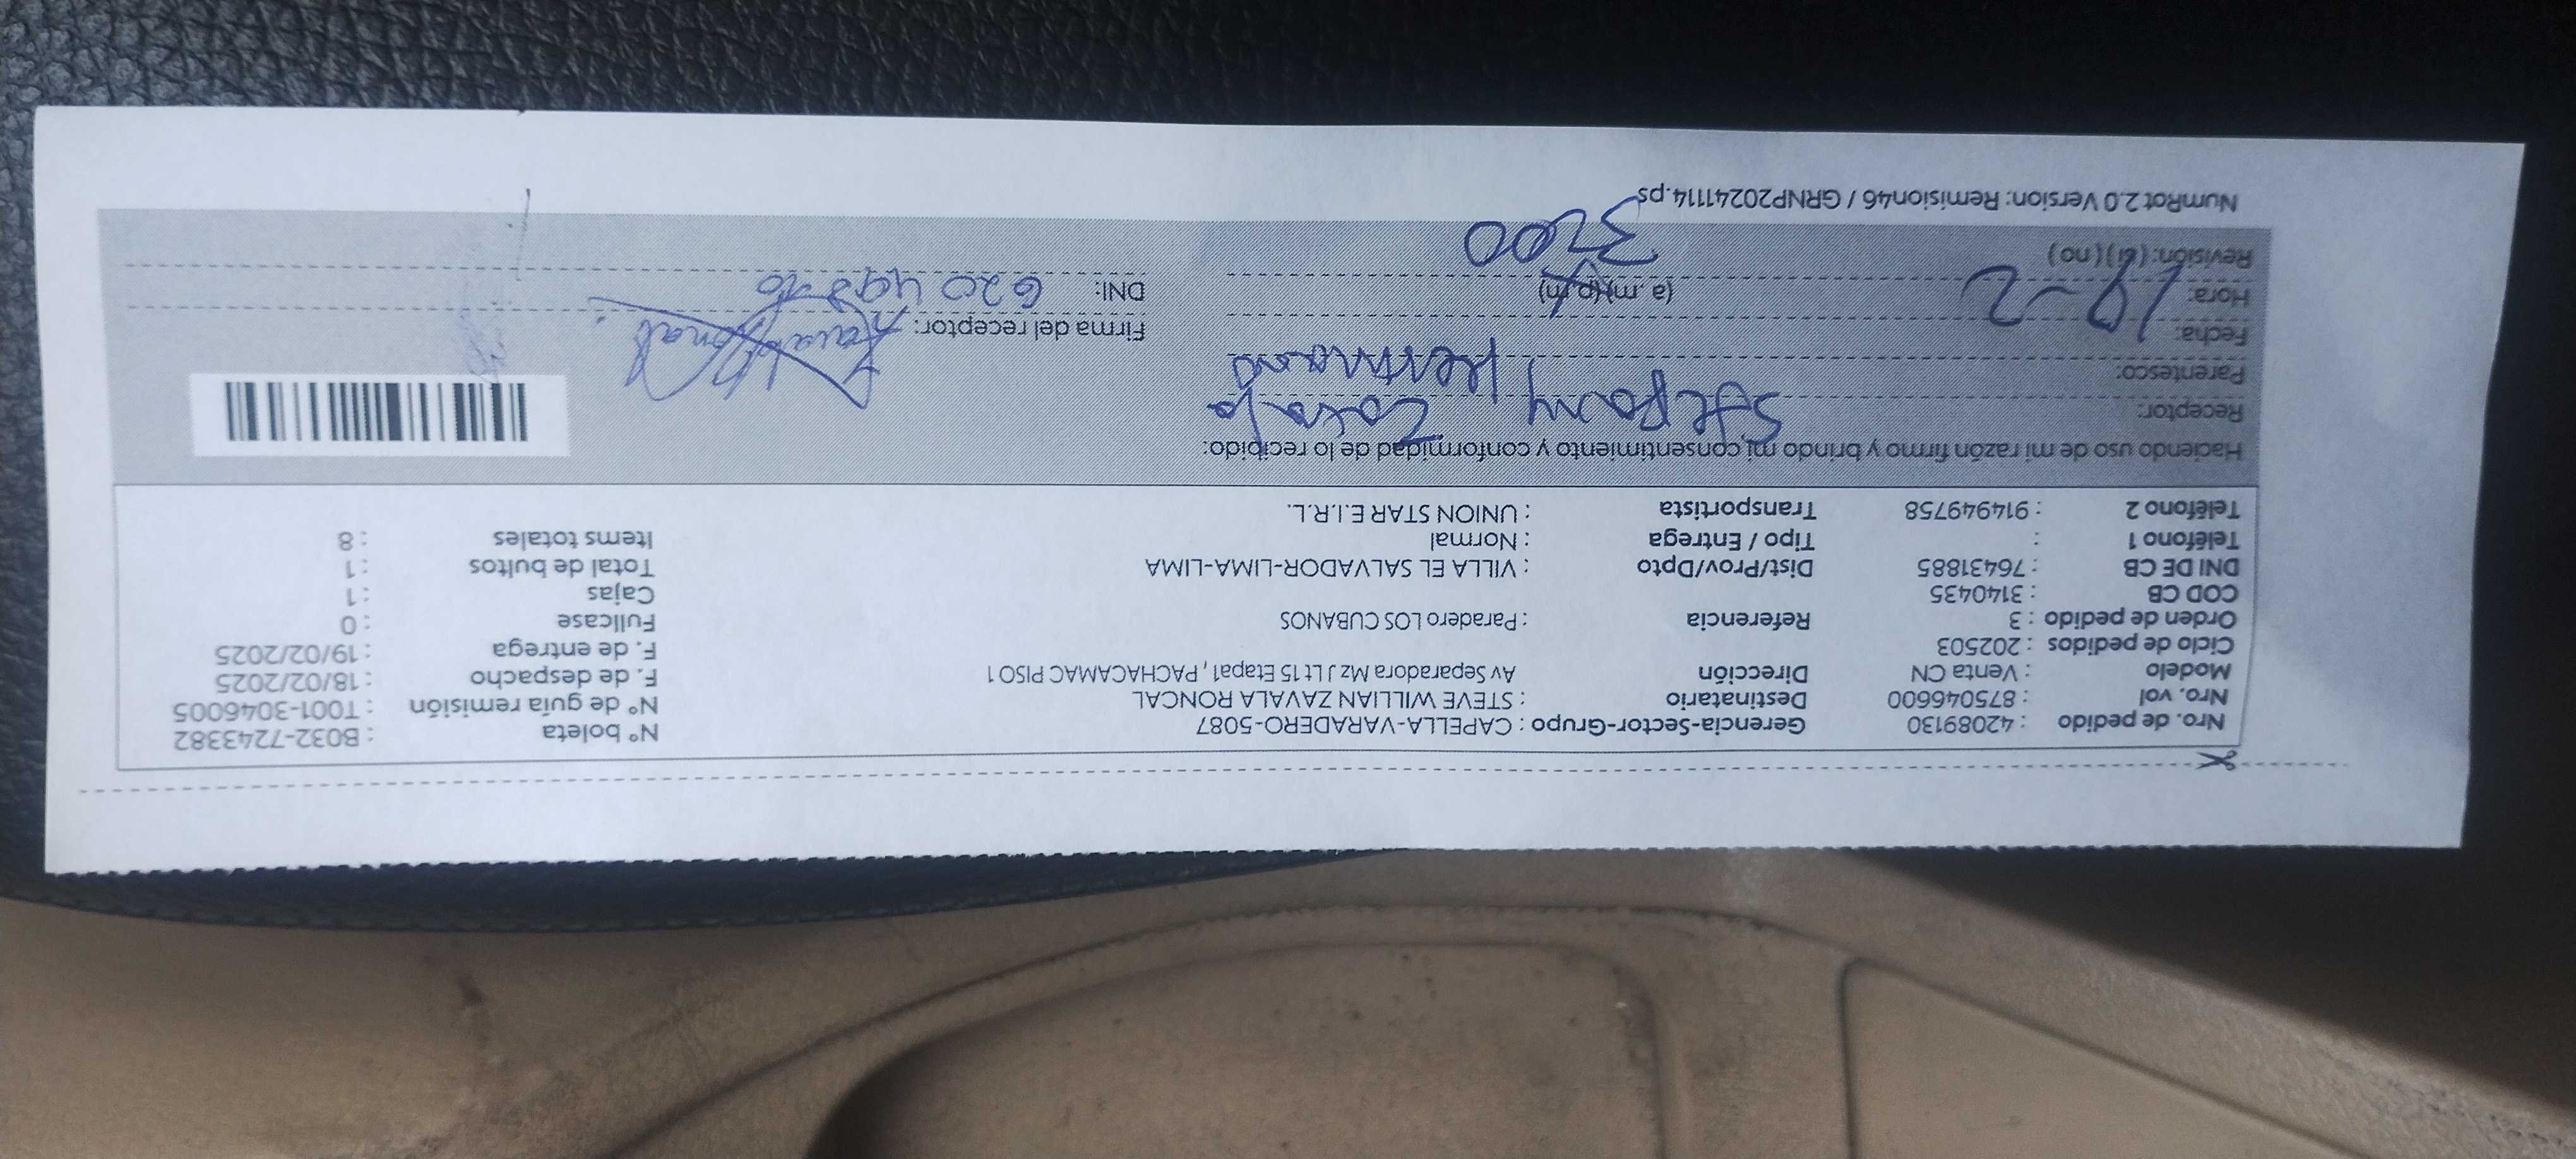 Nro. de pedido : 42089130 Gerencia-Sector-Grupo : CAPELLA-VARADERO-5087 N° boleta : B032-7243382
Nro. vol : 875046600 Destinatario : STEVE WILLIAN ZAVALA RONCAL N° de guía remisión : T001-3046005
Modelo : Venta CN Dirección Av Separadora Mz J Lt 15 Etapa1 , PACHACAMAC PISO 1 F. de despacho : 18/02/2025
Ciclo de pedidos : 202503 F. de entrega : 19/02/2025
Orden de pedido : 3 Referencia : Paradero LOS CUBANOS Fullcase : 0
COD CB : 3140435 Cajas : 1
DNI DE CB : 76431885 Dist/Prov/Dpto : VILLA EL SALVADOR-LIMA-LIMA Total de bultos : 1
Teléfono 1 : Tipo / Entrega : Normal Items totales : 8
Teléfono 2 : 914949758 Transportista : UNION STAR E.I.R.L.
Haciendo uso de mi razón firmo y brindo mi consentimiento y conformidad de lo recibido:
Receptor: Stefany
Parentesco: Hermana
Fecha: 19-2 Firma del receptor:
Hora: (a. m)(p.m) DNI:
Revisión: (si) (no) 3:00
NumRot 2.0 Version: Remision46 / GRNP20241114.ps